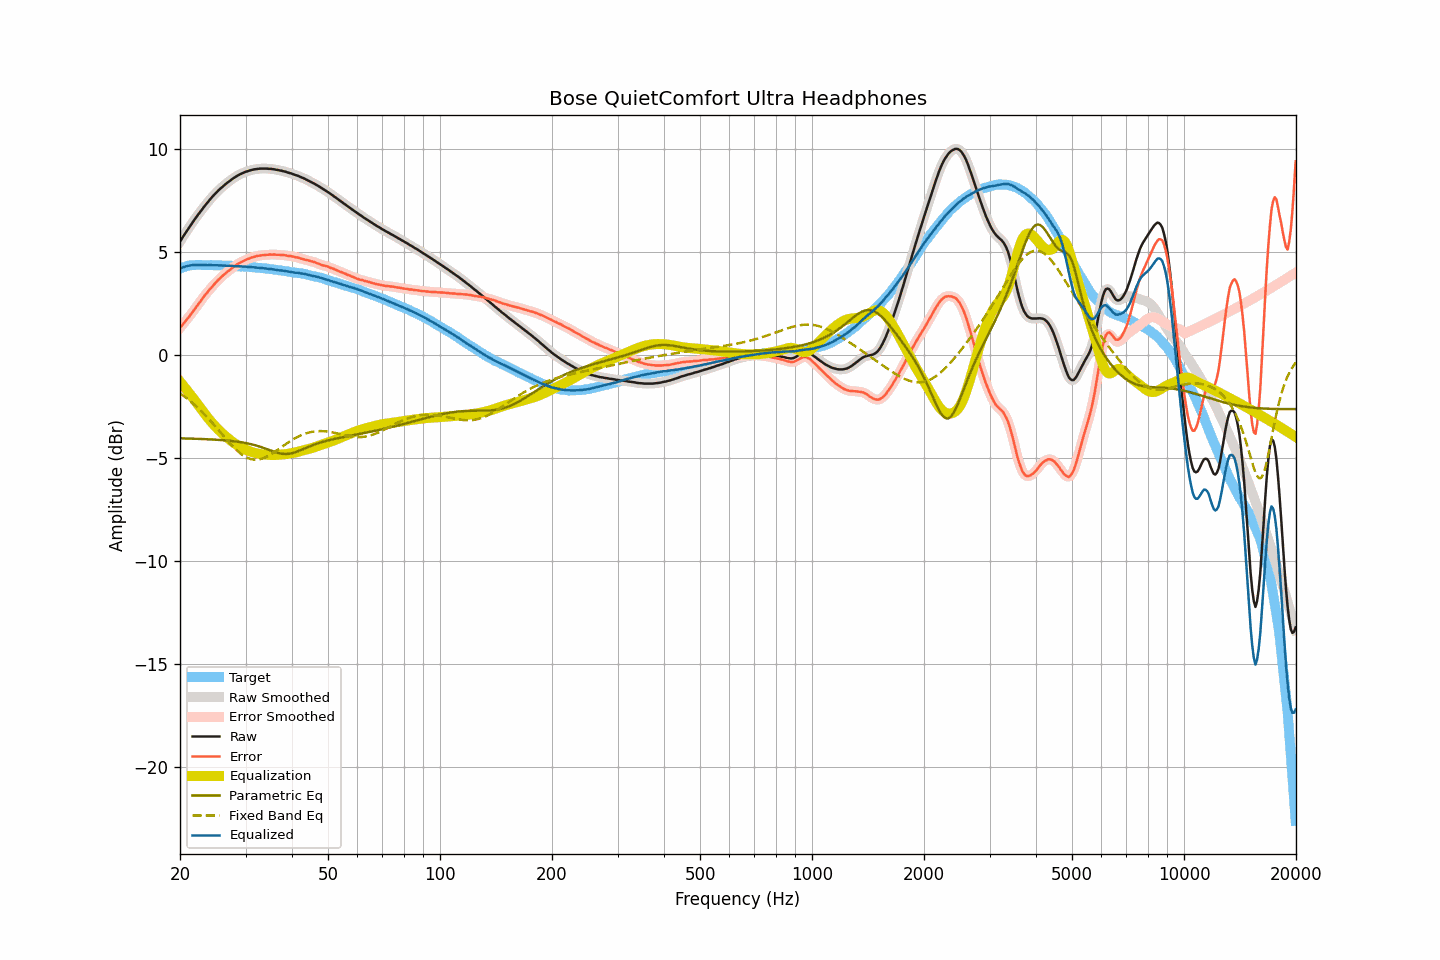 Bose QuietComfort Ultra Headphones
Amplitude (dBr)
10
5
0
−5
−10
−15
−20
Target
Raw Smoothed
Error Smoothed
Raw
Error
Equalization
Parametric Eq
Fixed Band Eq
Equalized
20 50 100 200 500 1000 2000 5000 10000 20000
Frequency (Hz)